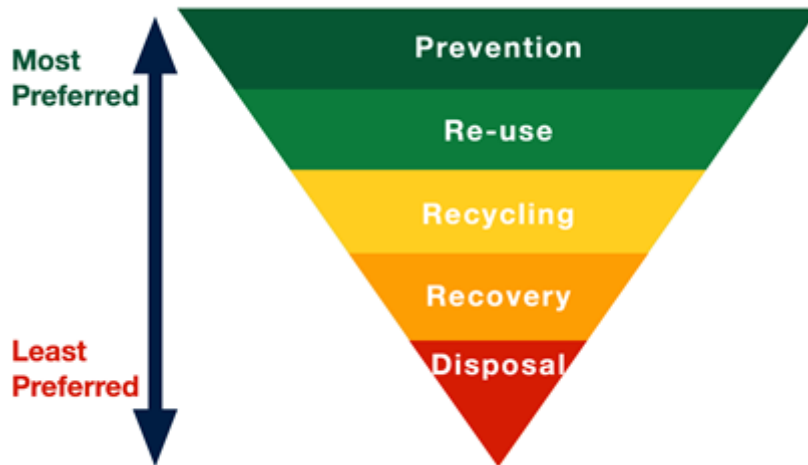 Most
Preferred
Prevention
Re-use
Recycling
Recovery
Disposal
Least
Preferred